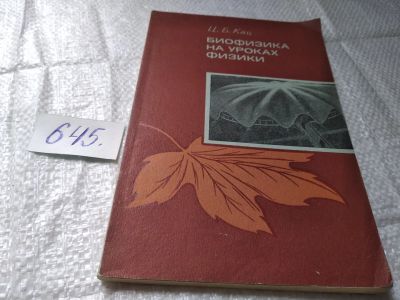 Ц. Б. Кац
БИОФИЗИКА
НА УРОКАХ
ФИЗИКИ
645.